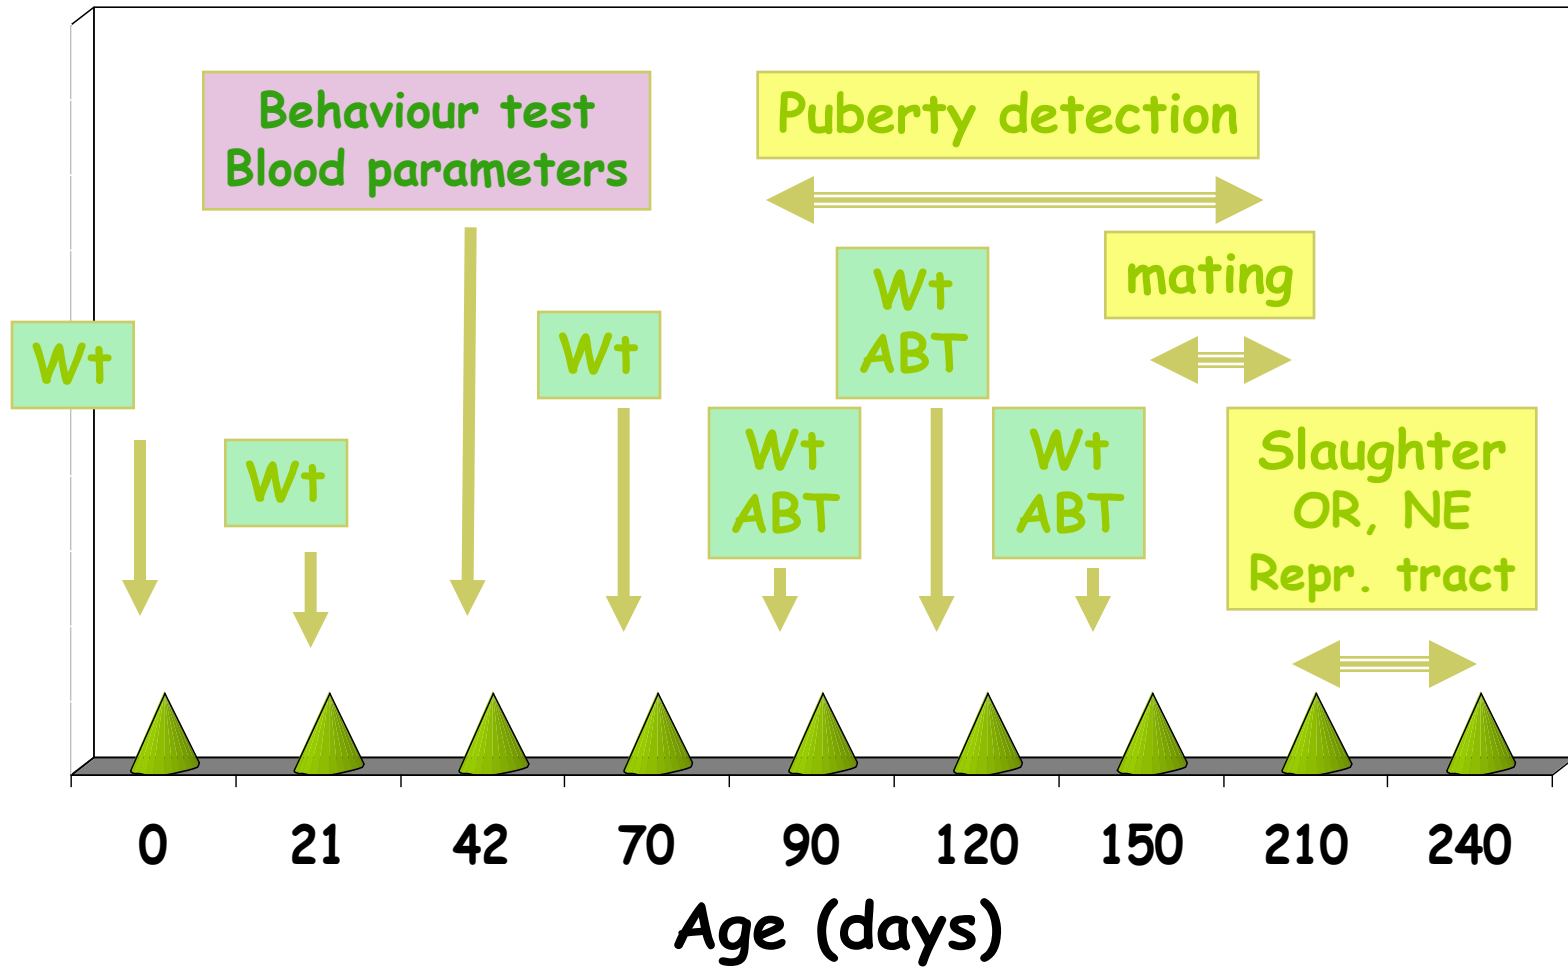 Behaviour test
Blood parameters
Puberty detection
mating
Wt
Wt
Wt
Wt
ABT
Wt
ABT
Wt
ABT
Slaughter
OR, NE
Repr. tract
0 21 42 70 90 120 150 210 240
Age (days)